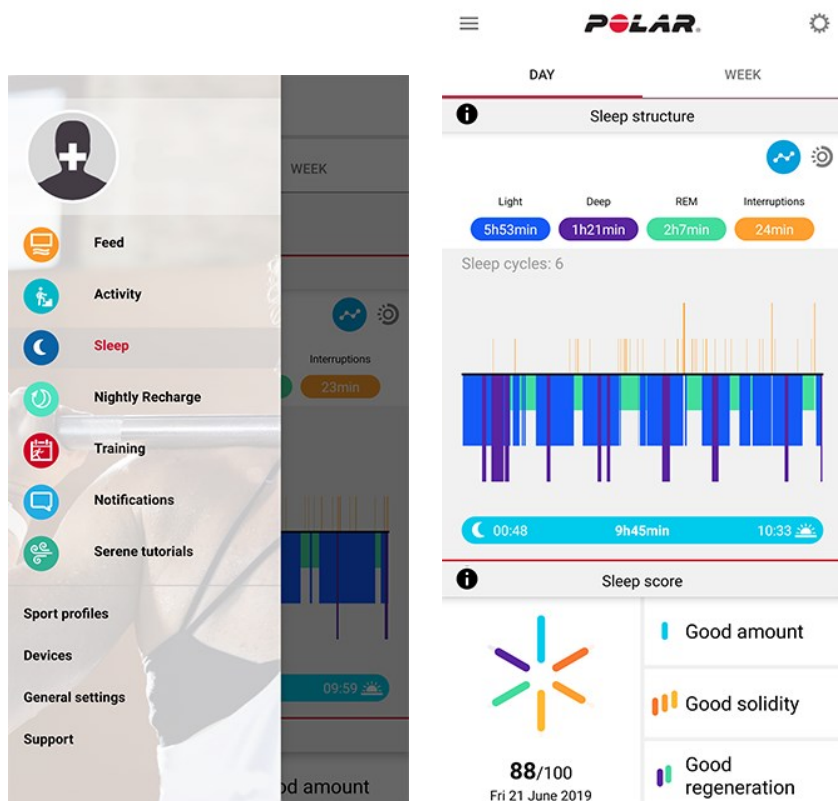 WEEK
Feed
Activity
Sleep
Interruptions
23min
Nightly Recharge
Training
Notifications
Serene tutorials
Sport profiles
Devices
09:59
General settings
Support
od amount
POLAR.
DAY WEEK
Sleep structure
Light Deep REM Interruptions
5h53min 1h21min 2h7min 24min
Sleep cycles: 6
00:48 9h45min 10:33
Sleep score
Good amount
Good solidity
88/100
Fri 21 June 2019
Good
regeneration